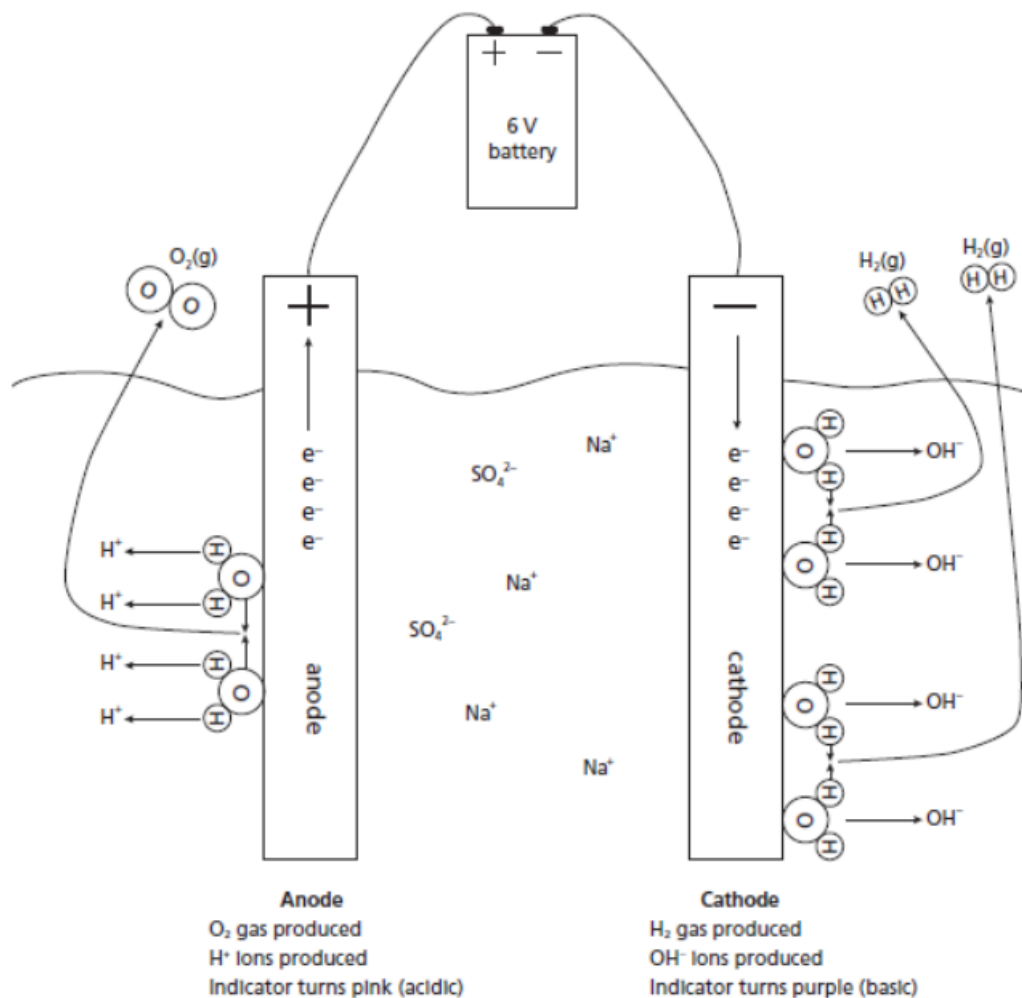 + −
6 V
battery
O₂(g)
O O
H₂(g)
H H
H₂(g)
H H
+
−
e⁻
e⁻
e⁻
e⁻
anode
H⁺ H
O
H⁺ H
H⁺ H
O
H⁺ H
Na⁺
SO₄²⁻
Na⁺
SO₄²⁻
Na⁺
Na⁺
e⁻
e⁻
e⁻
e⁻
cathode
H
O OH⁻
H
H
O OH⁻
H
H
O OH⁻
H
H
O OH⁻
H
Anode
O₂ gas produced
H⁺ Ions produced
Indicator turns pink (acidic)
Cathode
H₂ gas produced
OH⁻ Ions produced
Indicator turns purple (basic)